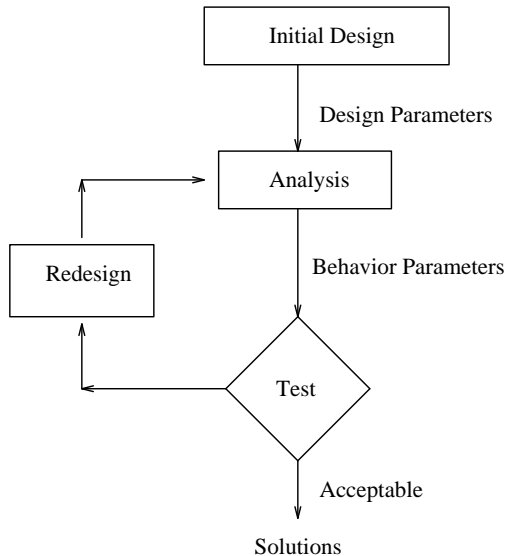 Initial Design
Design Parameters
Analysis
Redesign
Behavior Parameters
Test
Acceptable
Solutions